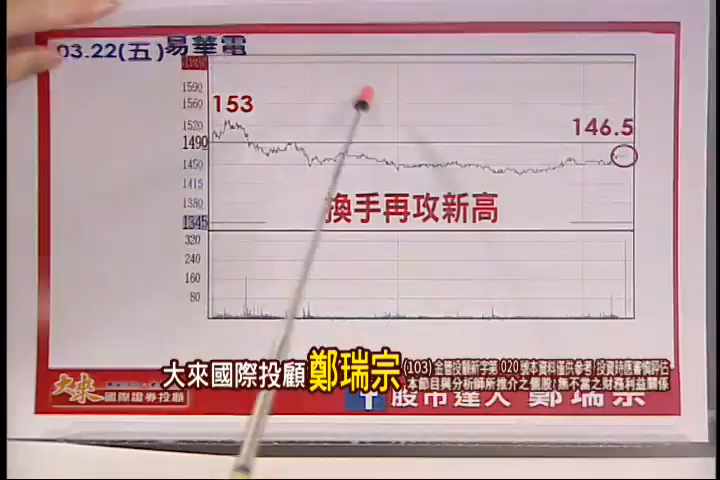 03.22(五)易華電
1590
1560
153
1520
146.5
1490
1450
1415
1380
換手再攻新高
1345
320
240
160
80
大來國際投顧 鄭瑞宗
(103)金管投顧新字第020號本資料僅供參考 投資時應審慎評估
本節目與分析師所推介之個股 無不當之財務利益關係
大來
國際證券投顧
股市達人 鄭瑞宗